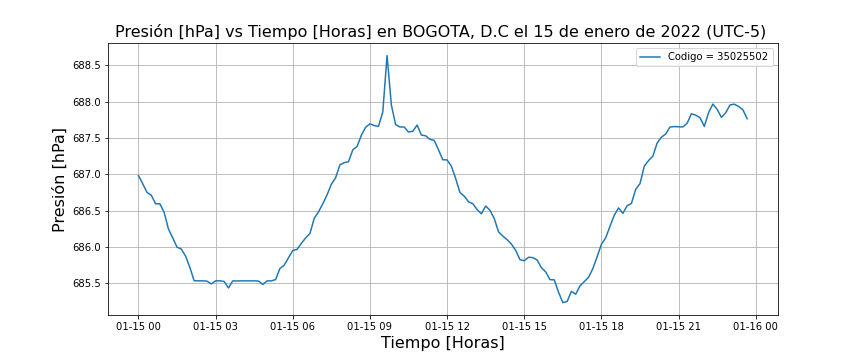 Presión [hPa] vs Tiempo [Horas] en BOGOTA, D.C el 15 de enero de 2022 (UTC-5)
Codigo = 35025502
688.5
688.0
687.5
687.0
686.5
686.0
685.5
Presión [hPa]
01-15 00 01-15 03 01-15 06 01-15 09 01-15 12 01-15 15 01-15 18 01-15 21 01-16 00
Tiempo [Horas]